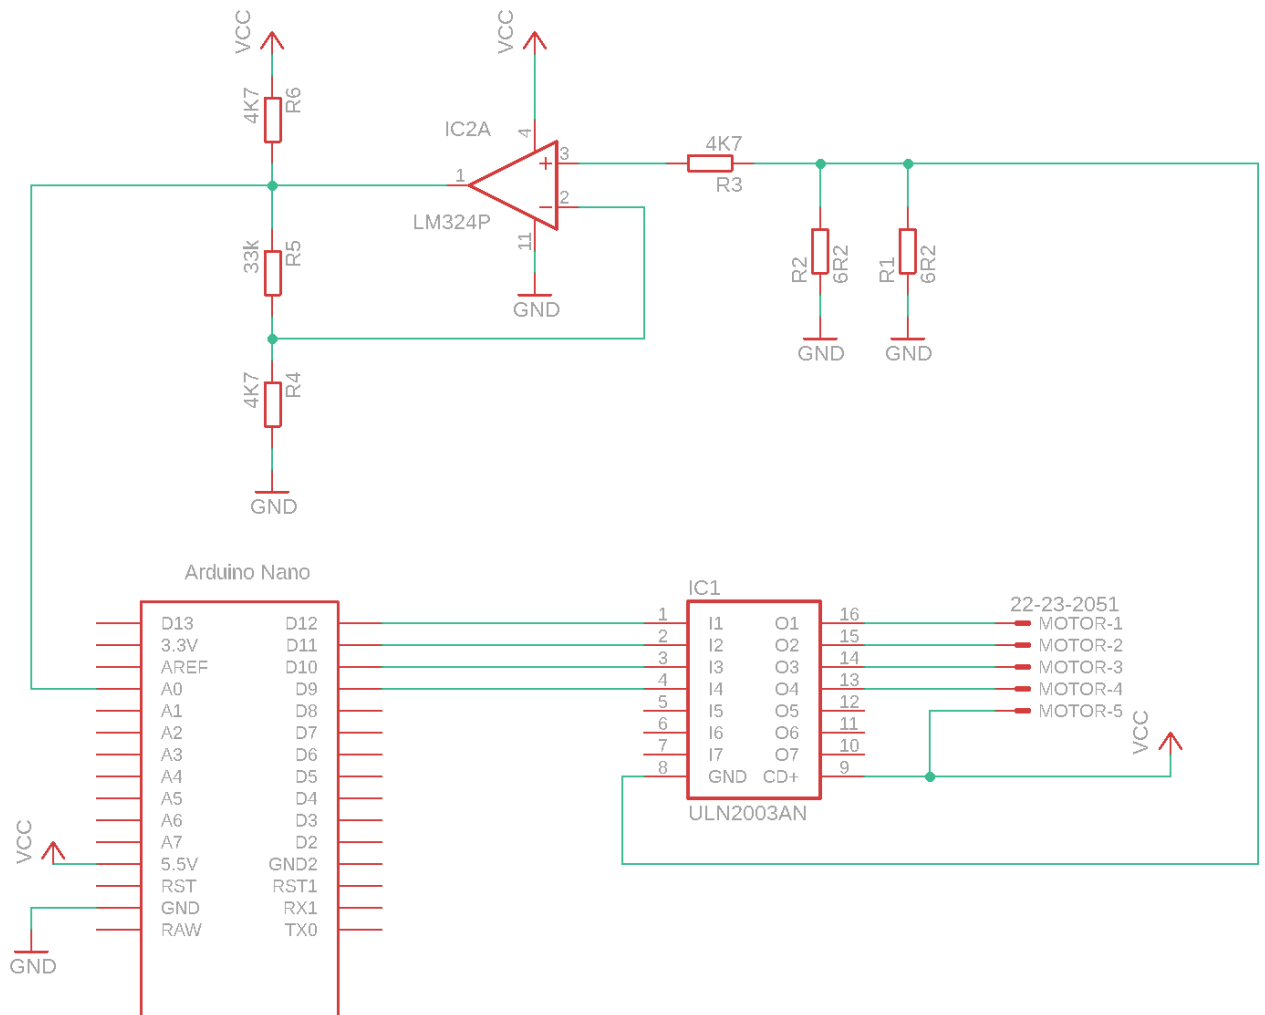 VCC
VCC
4K7
R6
IC2A
4
3
1
2
LM324P
11
GND
4K7
R3
R2
6R2
R1
6R2
GND
GND
33k
R5
4K7
R4
GND
Arduino Nano
D13 D12
3.3V D11
AREF D10
A0 D9
A1 D8
A2 D7
A3 D6
A4 D5
A5 D4
A6 D3
A7 D2
5.5V GND2
RST RST1
GND RX1
RAW TX0
VCC
GND
IC1
1 I1 O1 16
2 I2 O2 15
3 I3 O3 14
4 I4 O4 13
5 I5 O5 12
6 I6 O6 11
7 I7 O7 10
8 GND CD+ 9
ULN2003AN
22-23-2051
MOTOR-1
MOTOR-2
MOTOR-3
MOTOR-4
MOTOR-5
VCC